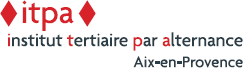 itpa
institut tertiaire par alternance
Aix-en-Provence